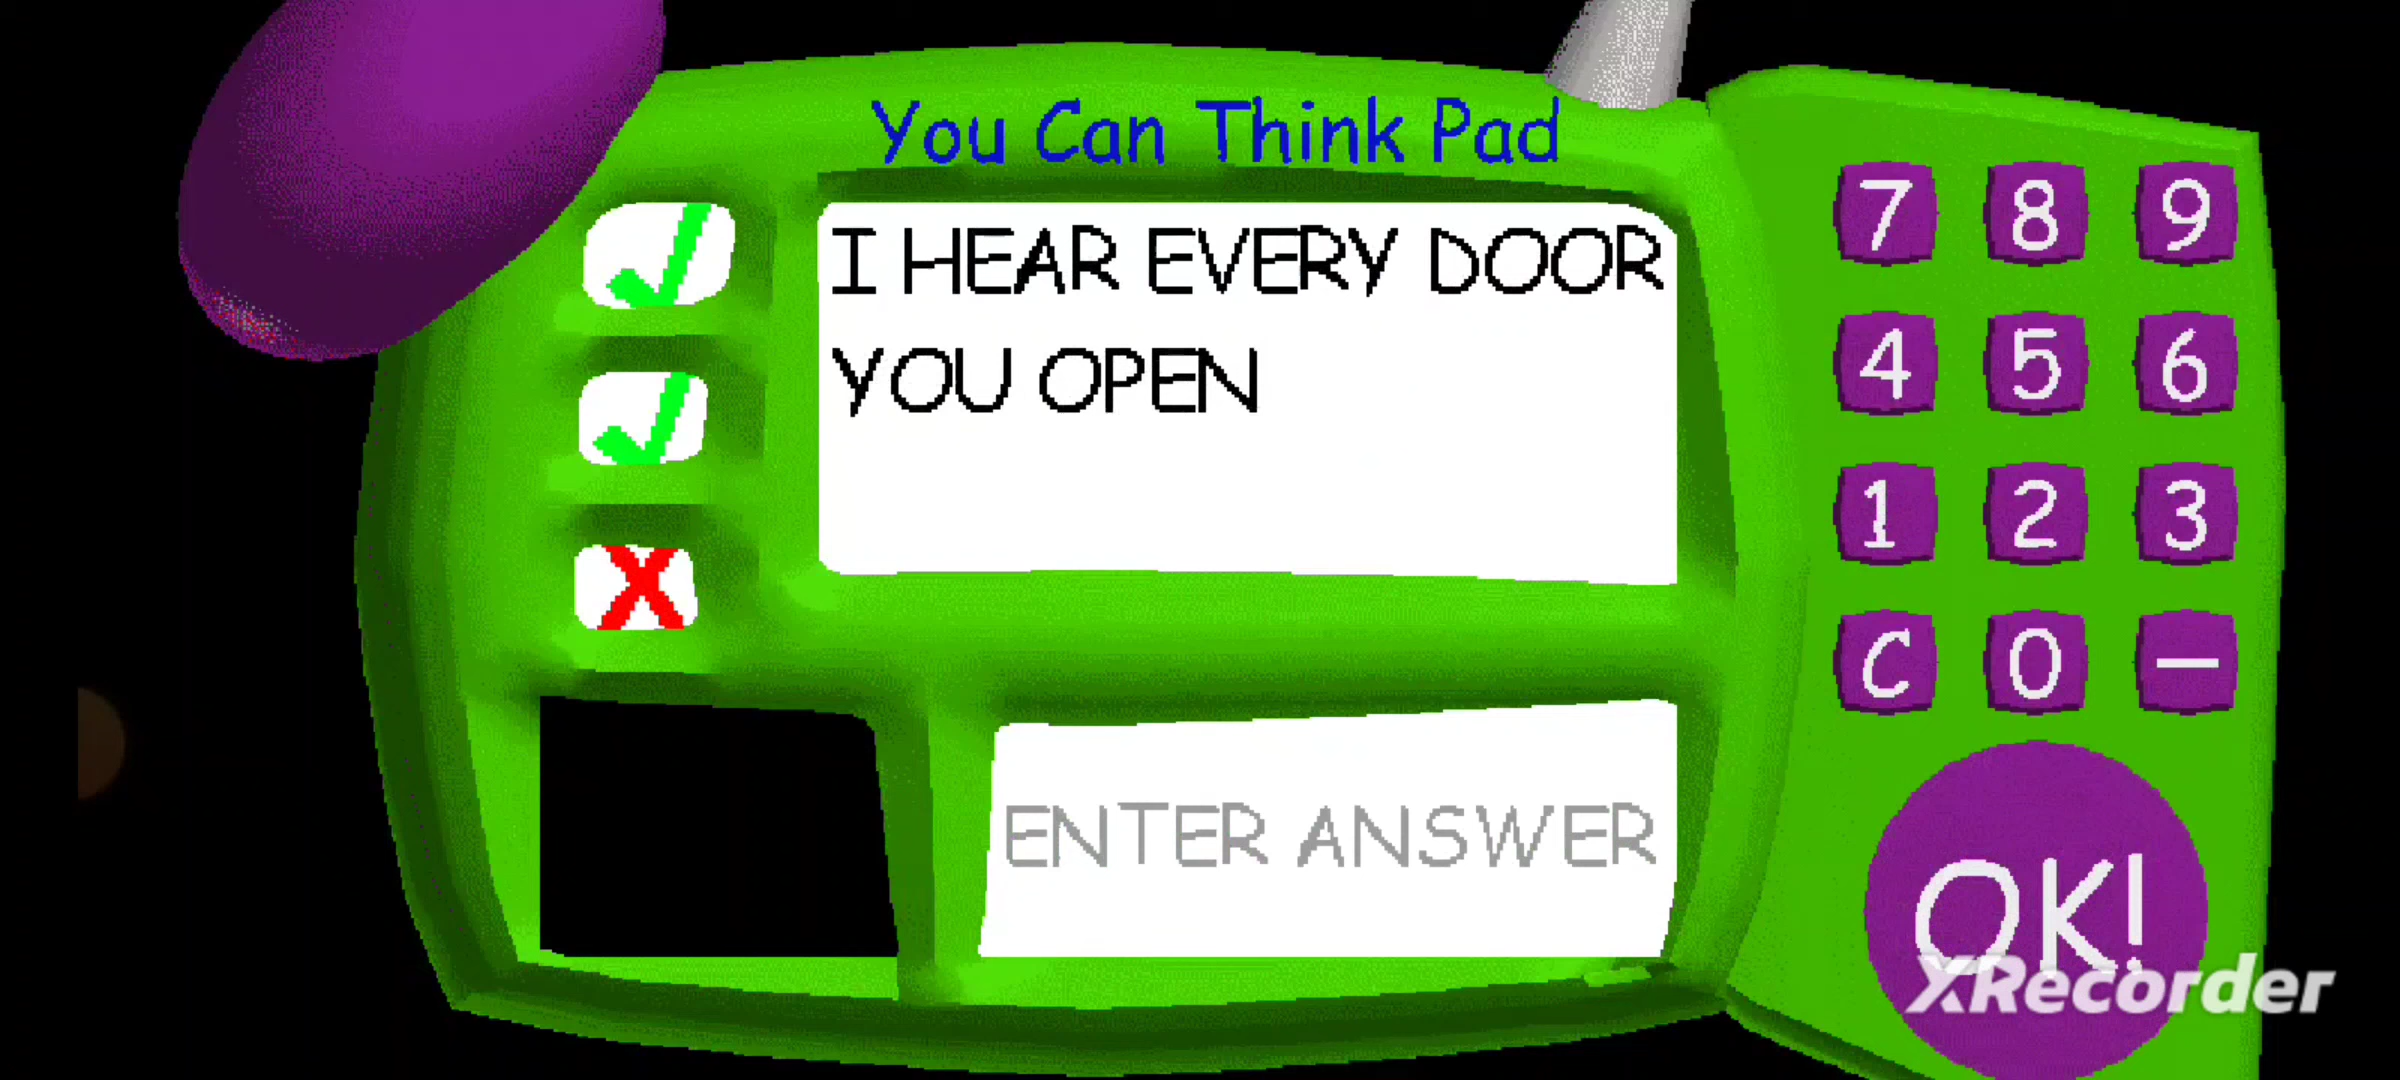 You Can Think Pad
I HEAR EVERY DOOR
YOU OPEN
7 8 9
4 5 6
1 2 3
C 0 —
ENTER ANSWER
OK!
XRecorder